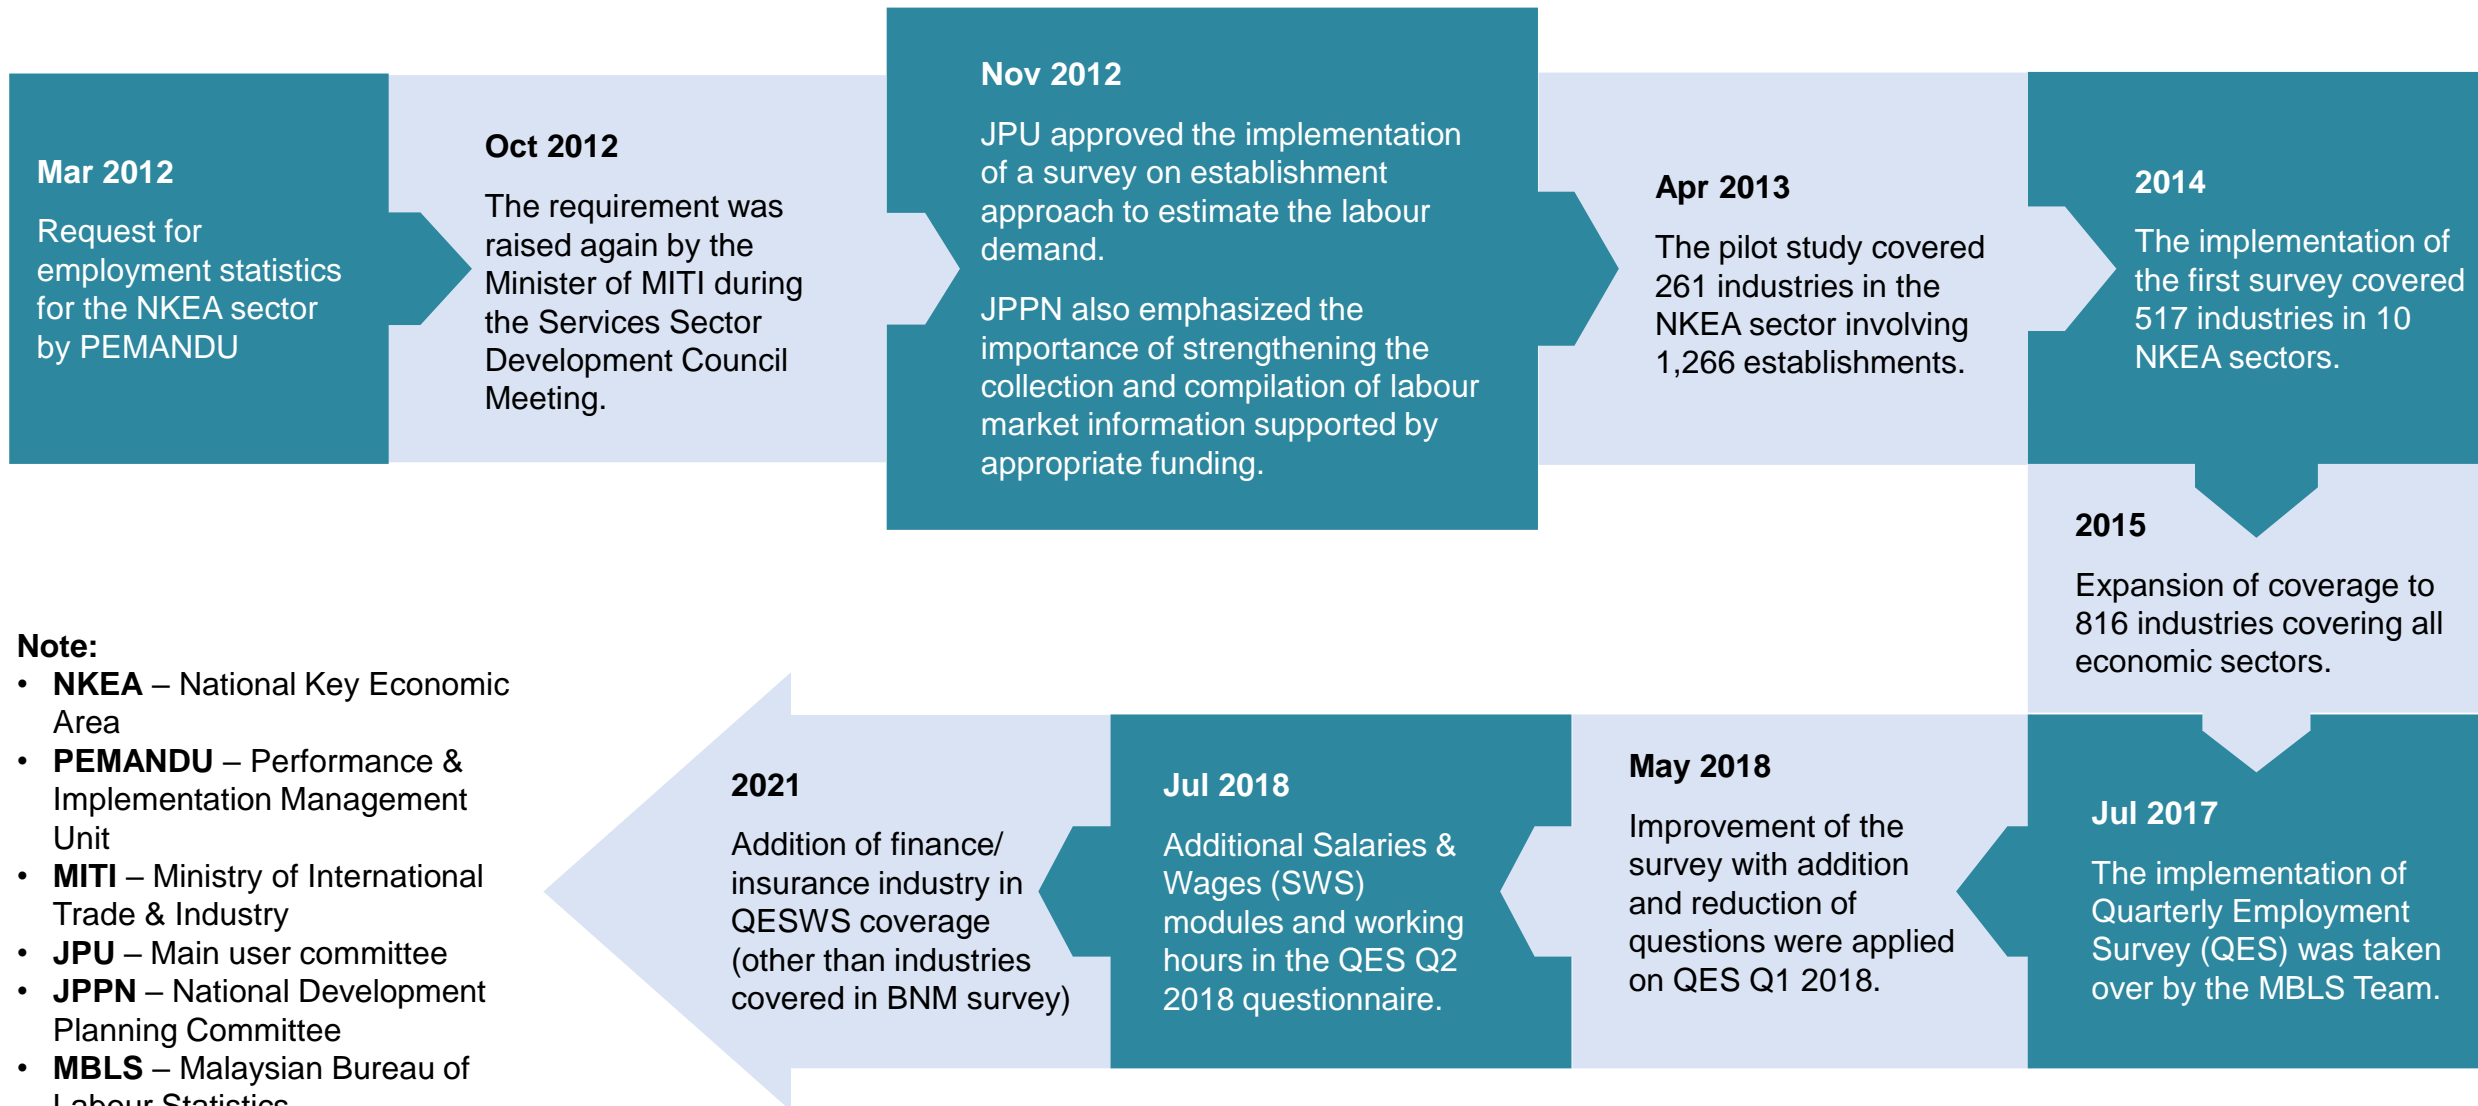 Mar 2012
Request for
employment statistics
for the NKEA sector
by PEMANDU
Oct 2012
The requirement was
raised again by the
Minister of MITI during
the Services Sector
Development Council
Meeting.
Nov 2012
JPU approved the implementation
of a survey on establishment
approach to estimate the labour
demand.
JPPN also emphasized the
importance of strengthening the
collection and compilation of labour
market information supported by
appropriate funding.
Apr 2013
The pilot study covered
261 industries in the
NKEA sector involving
1,266 establishments.
2014
The implementation of
the first survey covered
517 industries in 10
NKEA sectors.
2015
Expansion of coverage to
816 industries covering all
economic sectors.
Jul 2017
The implementation of
Quarterly Employment
Survey (QES) was taken
over by the MBLS Team.
May 2018
Improvement of the
survey with addition
and reduction of
questions were applied
on QES Q1 2018.
Jul 2018
Additional Salaries &
Wages (SWS)
modules and working
hours in the QES Q2
2018 questionnaire.
2021
Addition of finance/
insurance industry in
QESWS coverage
(other than industries
covered in BNM survey)
Note:
• NKEA – National Key Economic
Area
• PEMANDU – Performance &
Implementation Management
Unit
• MITI – Ministry of International
Trade & Industry
• JPU – Main user committee
• JPPN – National Development
Planning Committee
• MBLS – Malaysian Bureau of
Labour Statistics